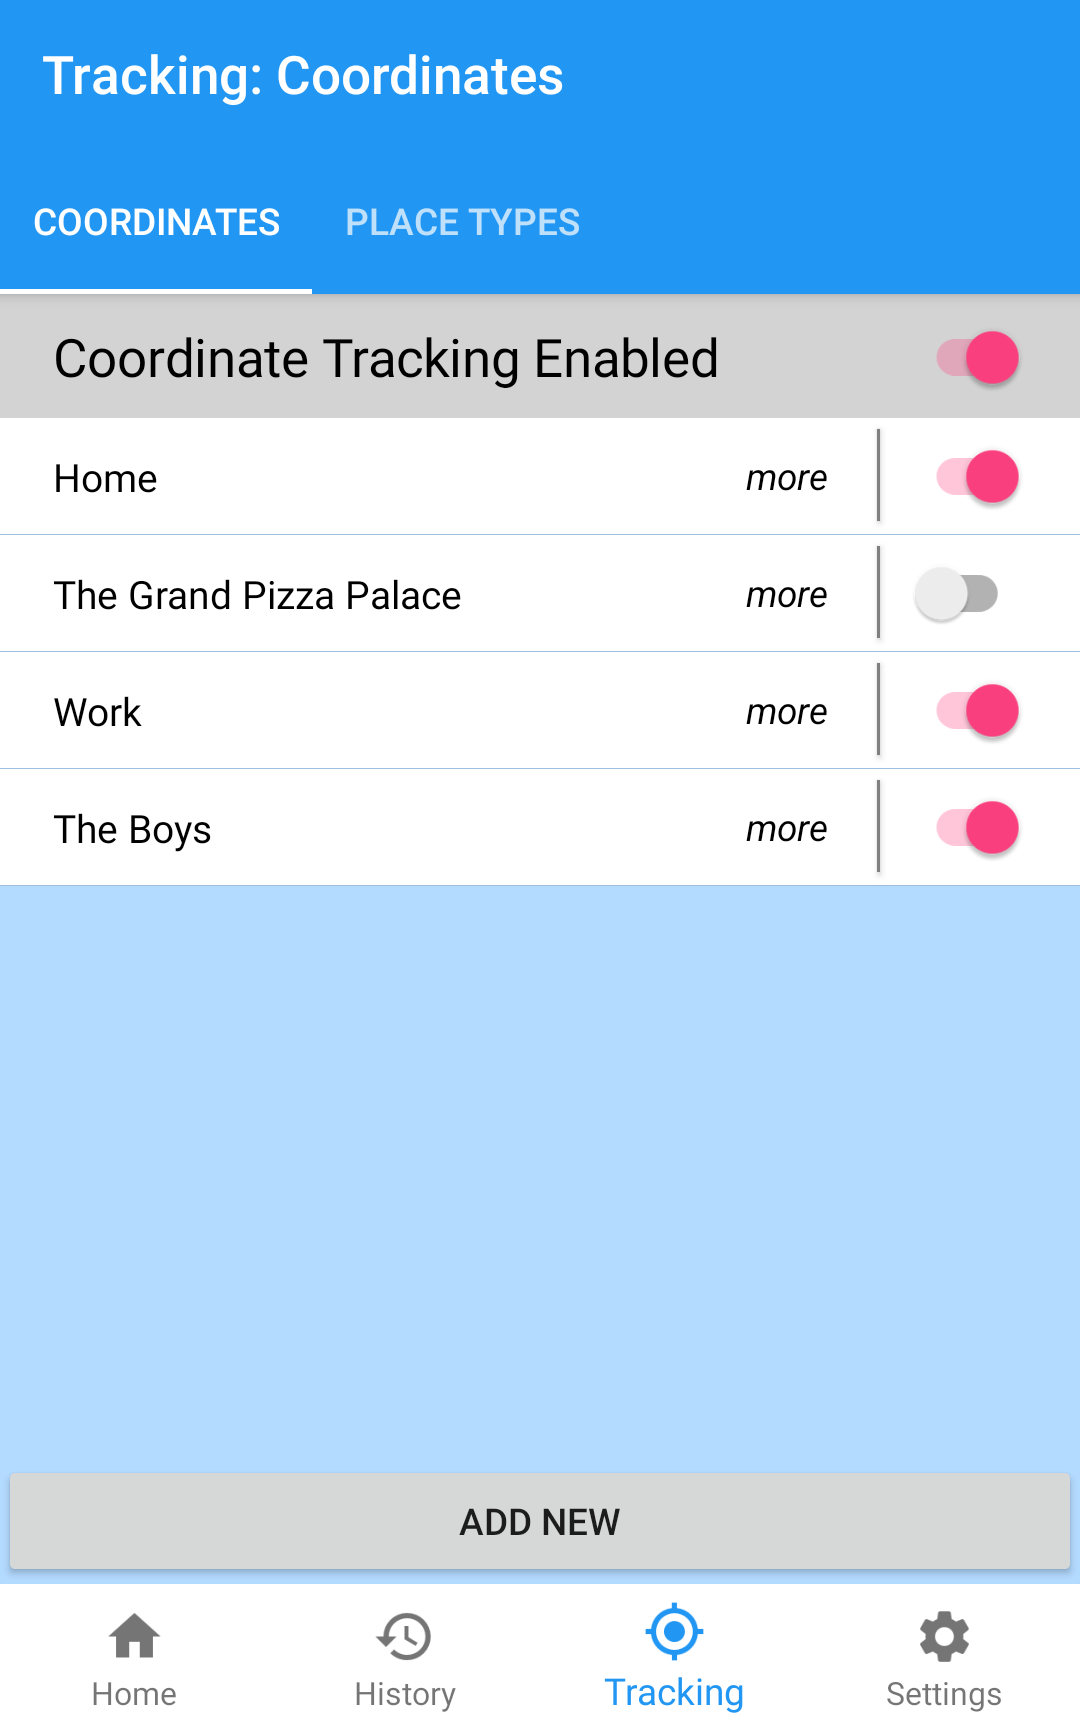 Tracking: Coordinates
COORDINATES PLACE TYPES
Coordinate Tracking Enabled
Home more
The Grand Pizza Palace more
Work more
The Boys more
ADD NEW
Home History Tracking Settings